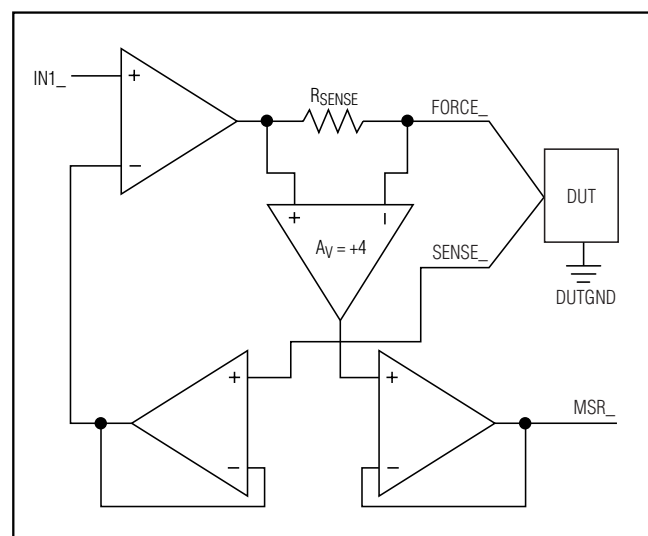 IN1_
+
−
RSENSE
FORCE_
+
−
AV = +4
DUT
SENSE_
DUTGND
+
−
+
−
MSR_